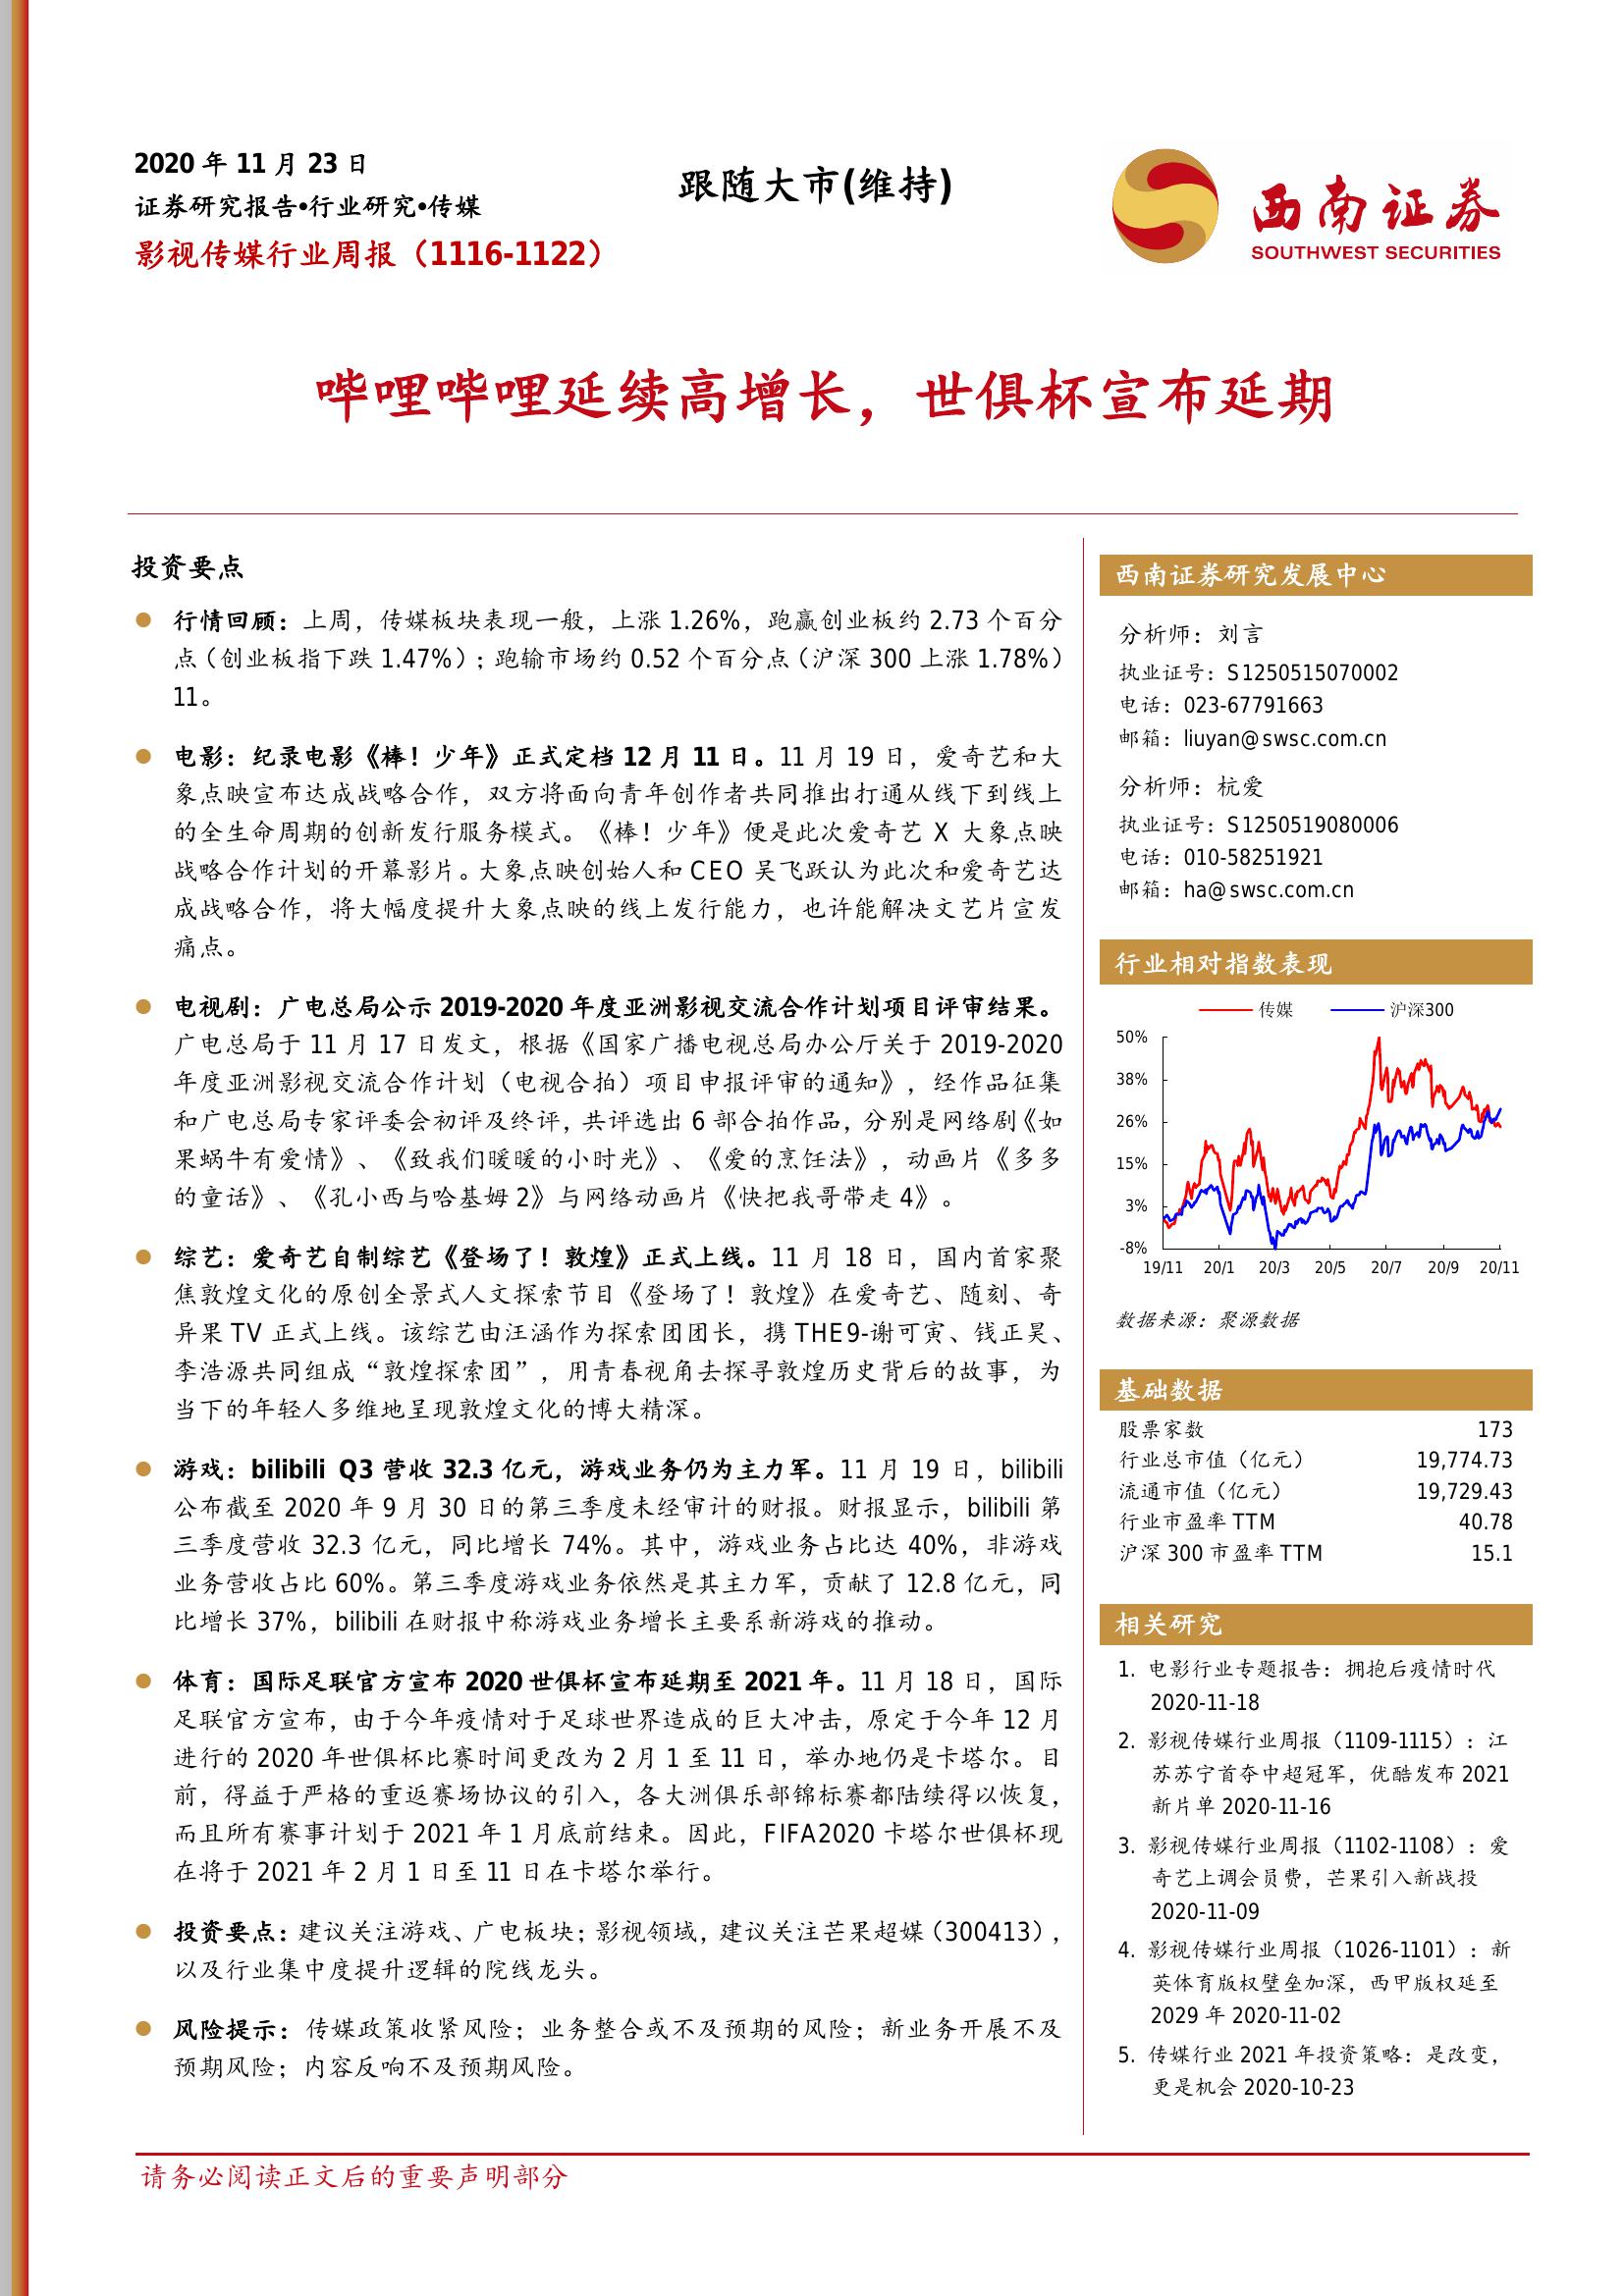 2020 年 11 月 23 日
证券研究报告•行业研究•传媒
影视传媒行业周报（1116-1122）
跟随大市(维持)
西南证券
SOUTHWEST SECURITIES
哔哩哔哩延续高增长，世俱杯宣布延期
投资要点
行情回顾：上周，传媒板块表现一般，上涨 1.26%，跑赢创业板约 2.73 个百分
点（创业板指下跌 1.47%）；跑输市场约 0.52 个百分点（沪深 300 上涨 1.78%）
11。
电影：纪录电影《棒！少年》正式定档 12 月 11 日。11 月 19 日，爱奇艺和大
象点映宣布达成战略合作，双方将面向青年创作者共同推出打通从线下到线上
的全生命周期的创新发行服务模式。《棒！少年》便是此次爱奇艺 X 大象点映
战略合作计划的开幕影片。大象点映创始人和 CEO 吴飞跃认为此次和爱奇艺达
成战略合作，将大幅度提升大象点映的线上发行能力，也许能解决文艺片宣发
痛点。
电视剧：广电总局公示 2019-2020 年度亚洲影视交流合作计划项目评审结果。
广电总局于 11 月 17 日发文，根据《国家广播电视总局办公厅关于 2019-2020
年度亚洲影视交流合作计划（电视合拍）项目申报评审的通知》，经作品征集
和广电总局专家评委会初评及终评，共评选出 6 部合拍作品，分别是网络剧《如
果蜗牛有爱情》、《致我们暖暖的小时光》、《爱的烹饪法》，动画片《多多
的童话》、《孔小西与哈基姆 2》与网络动画片《快把我哥带走 4》。
综艺：爱奇艺自制综艺《登场了！敦煌》正式上线。11 月 18 日，国内首家聚
焦敦煌文化的原创全景式人文探索节目《登场了！敦煌》在爱奇艺、随刻、奇
异果 TV 正式上线。该综艺由汪涵作为探索团团长，携 THE9-谢可寅、钱正昊、
李浩源共同组成“敦煌探索团”，用青春视角去探寻敦煌历史背后的故事，为
当下的年轻人多维地呈现敦煌文化的博大精深。
游戏：bilibili Q3 营收 32.3 亿元，游戏业务仍为主力军。11 月 19 日，bilibili
公布截至 2020 年 9 月 30 日的第三季度未经审计的财报。财报显示，bilibili 第
三季度营收 32.3 亿元，同比增长 74%。其中，游戏业务占比达 40%，非游戏
业务营收占比 60%。第三季度游戏业务依然是其主力军，贡献了 12.8 亿元，同
比增长 37%，bilibili 在财报中称游戏业务增长主要系新游戏的推动。
体育：国际足联官方宣布 2020 世俱杯宣布延期至 2021 年。11 月 18 日，国际
足联官方宣布，由于今年疫情对于足球世界造成的巨大冲击，原定于今年 12 月
进行的 2020 年世俱杯比赛时间更改为 2 月 1 至 11 日，举办地仍是卡塔尔。目
前，得益于严格的重返赛场协议的引入，各大洲俱乐部锦标赛都陆续得以恢复，
而且所有赛事计划于 2021 年 1 月底前结束。因此，FIFA2020 卡塔尔世俱杯现
在将于 2021 年 2 月 1 日至 11 日在卡塔尔举行。
投资要点：建议关注游戏、广电板块；影视领域，建议关注芒果超媒（300413），
以及行业集中度提升逻辑的院线龙头。
风险提示：传媒政策收紧风险；业务整合或不及预期的风险；新业务开展不及
预期风险；内容反响不及预期风险。
西南证券研究发展中心
分析师：刘言
执业证号：S1250515070002
电话：023-67791663
邮箱：liuyan@swsc.com.cn
分析师：杭爱
执业证号：S1250519080006
电话：010-58251921
邮箱：ha@swsc.com.cn
行业相对指数表现
传媒 沪深300
50%
38%
26%
15%
3%
-8%
19/11 20/1 20/3 20/5 20/7 20/9 20/11
数据来源：聚源数据
基础数据
股票家数 173
行业总市值（亿元） 19,774.73
流通市值（亿元） 19,729.43
行业市盈率 TTM 40.78
沪深 300 市盈率 TTM 15.1
相关研究
1. 电影行业专题报告：拥抱后疫情时代
2020-11-18
2. 影视传媒行业周报（1109-1115）：江
苏苏宁首夺中超冠军，优酷发布 2021
新片单 2020-11-16
3. 影视传媒行业周报（1102-1108）：爱
奇艺上调会员费，芒果引入新战投
2020-11-09
4. 影视传媒行业周报（1026-1101）：新
英体育版权壁垒加深，西甲版权延至
2029 年 2020-11-02
5. 传媒行业 2021 年投资策略：是改变，
更是机会 2020-10-23
请务必阅读正文后的重要声明部分